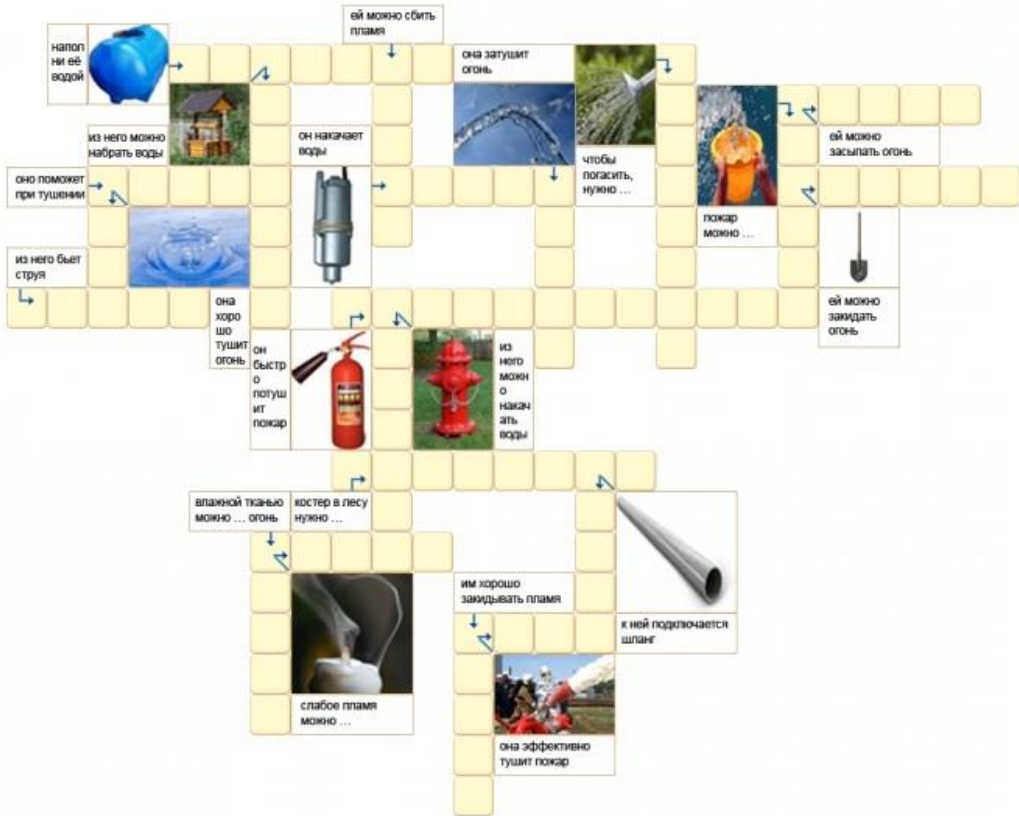 ей можно сбить
пламя
напол
ни её
водой
она затушит
огонь
из него можно
набрать воды
он накачает
воды
чтобы
погасить,
нужно ...
ей можно
засыпать огонь
оно поможет
при тушении
пожар
можно ...
из него бьет
струя
она
хоро
шо
тушит
огонь
ей можно
закидать
огонь
он
быстр
о
потуш
ит
пожар
из
него
можн
о
накач
ать
воды
влажной тканью
можно ... огонь
костер в лесу
нужно ...
им хорошо
закидывать пламя
к ней подключается
шланг
слабое пламя
можно ...
она эффективно
тушит пожар